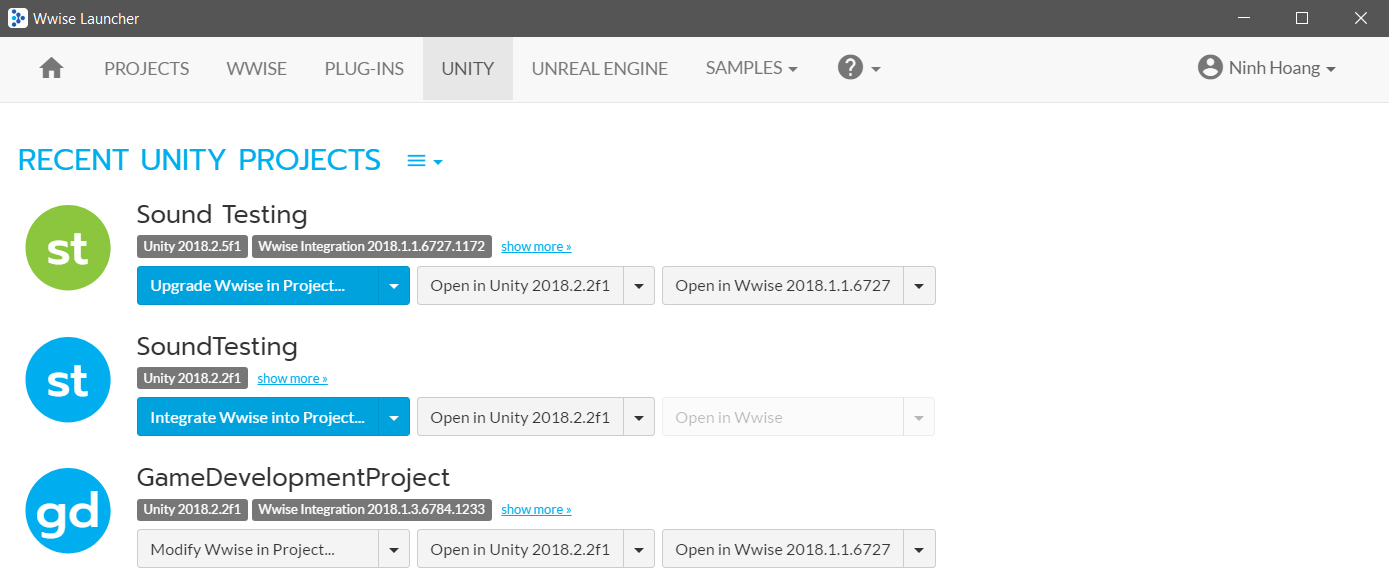 Wwise Launcher
PROJECTS WWISE PLUG-INS UNITY UNREAL ENGINE SAMPLES ? Ninh Hoang
RECENT UNITY PROJECTS
st
Sound Testing
Unity 2018.2.5f1 Wwise Integration 2018.1.1.6727.1172 show more »
Upgrade Wwise in Project... Open in Unity 2018.2.2f1 Open in Wwise 2018.1.1.6727
st
SoundTesting
Unity 2018.2.2f1 show more »
Integrate Wwise into Project... Open in Unity 2018.2.2f1 Open in Wwise
gd
GameDevelopmentProject
Unity 2018.2.2f1 Wwise Integration 2018.1.3.6784.1233 show more »
Modify Wwise in Project... Open in Unity 2018.2.2f1 Open in Wwise 2018.1.1.6727